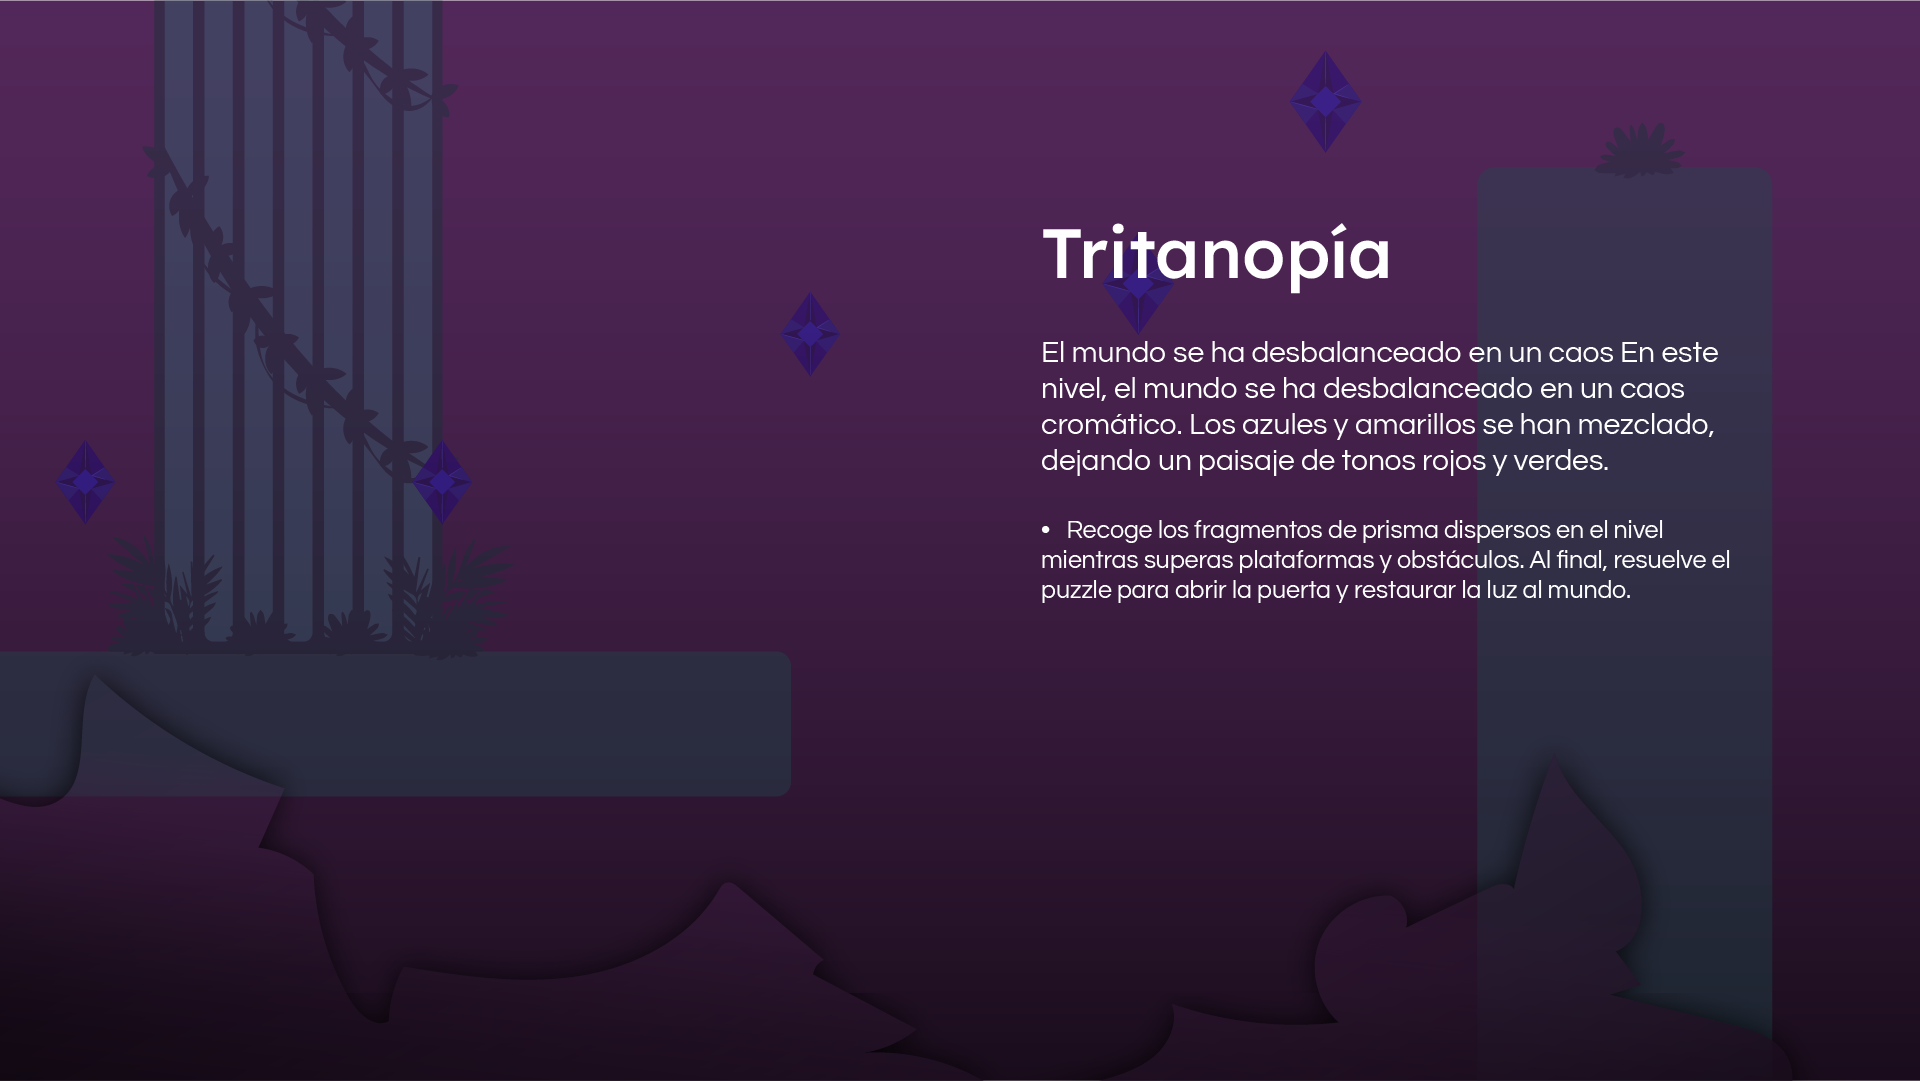 Tritanopía
El mundo se ha desbalanceado en un caos En este
nivel, el mundo se ha desbalanceado en un caos
cromático. Los azules y amarillos se han mezclado,
dejando un paisaje de tonos rojos y verdes.
• Recoge los fragmentos de prisma dispersos en el nivel
mientras superas plataformas y obstáculos. Al final, resuelve el
puzzle para abrir la puerta y restaurar la luz al mundo.